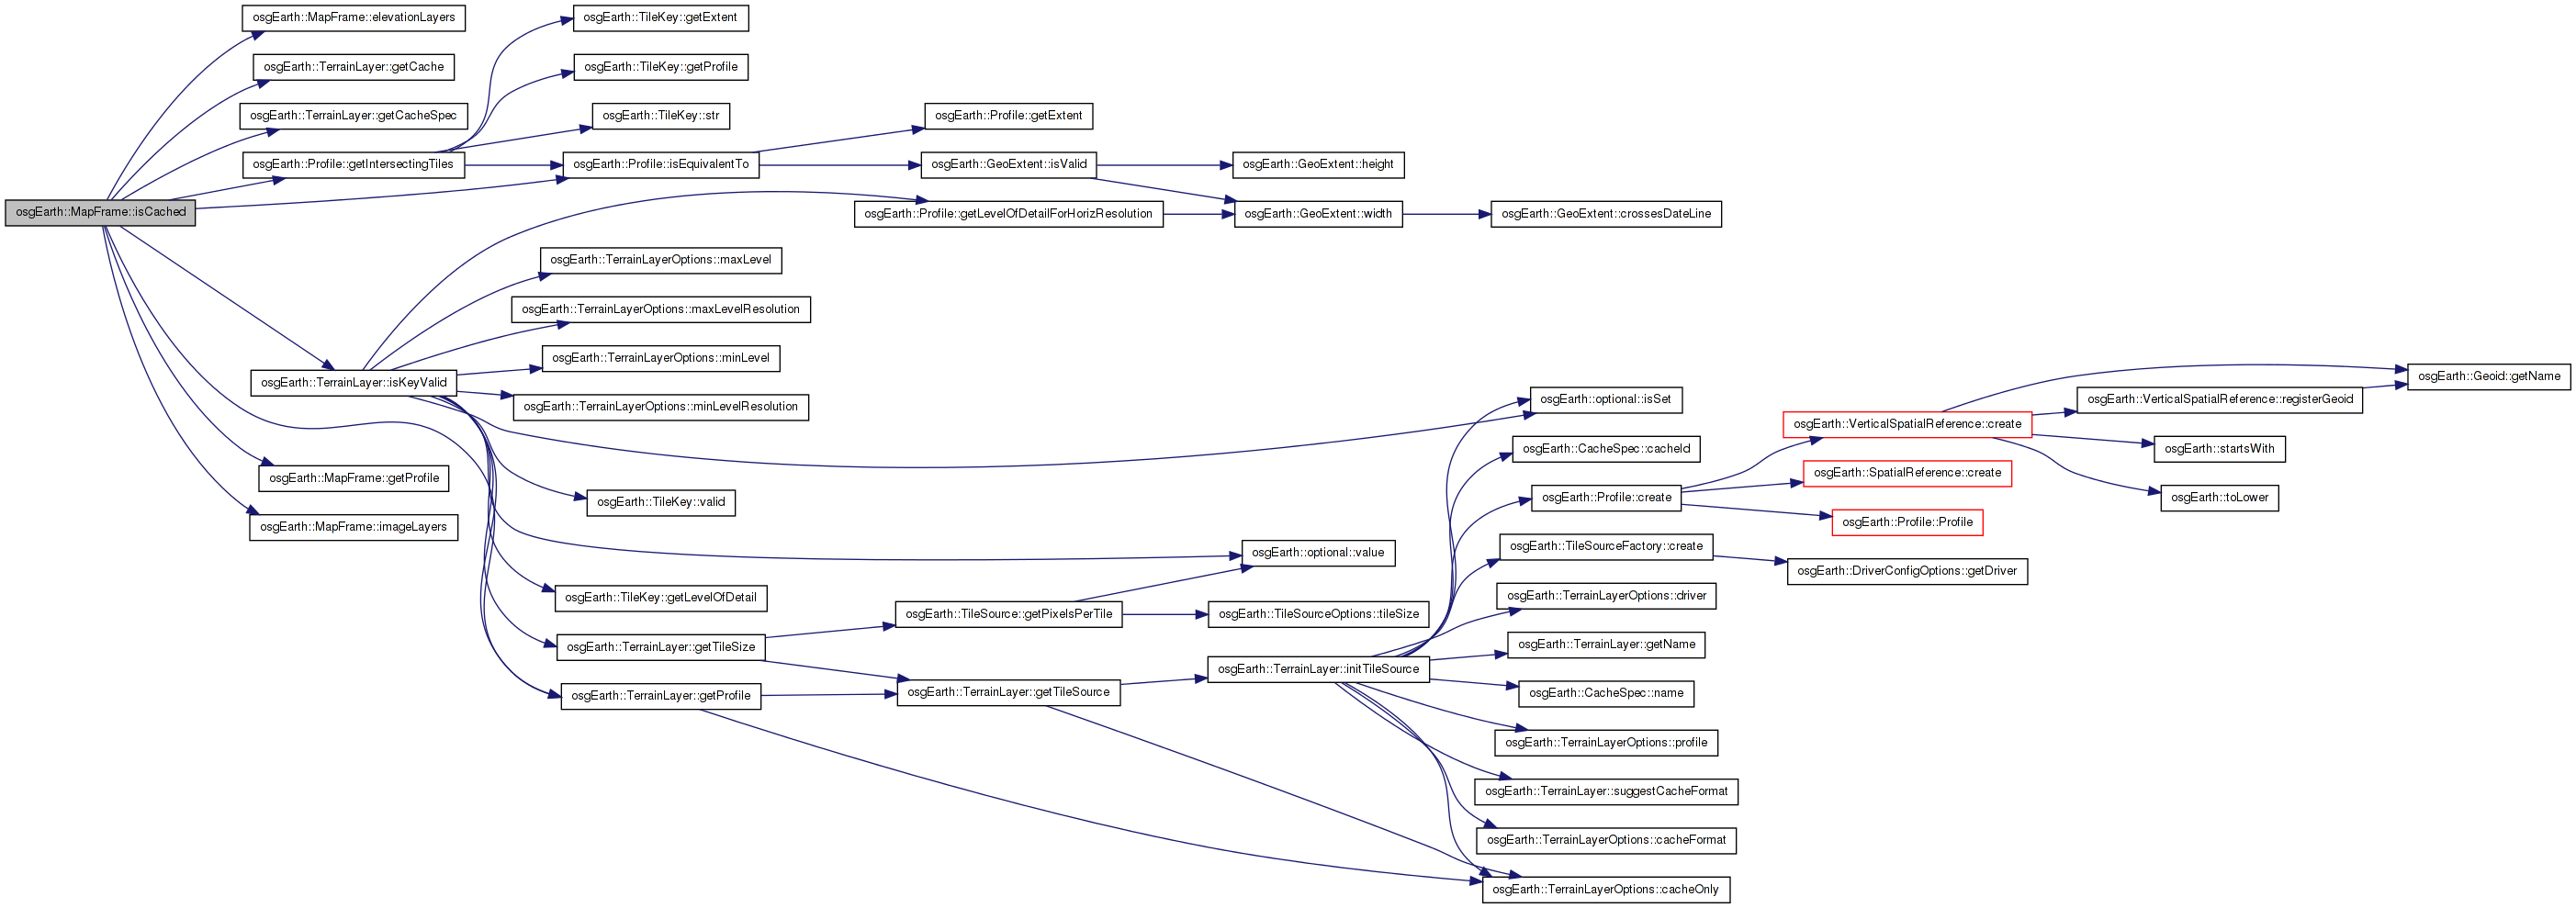 osgEarth::MapFrame::isCached
osgEarth::MapFrame::elevationLayers
osgEarth::TerrainLayer::getCache
osgEarth::TerrainLayer::getCacheSpec
osgEarth::Profile::getIntersectingTiles
osgEarth::TerrainLayer::isKeyValid
osgEarth::MapFrame::getProfile
osgEarth::MapFrame::imageLayers
osgEarth::TileKey::getExtent
osgEarth::TileKey::getProfile
osgEarth::TileKey::str
osgEarth::Profile::isEquivalentTo
osgEarth::TerrainLayerOptions::maxLevel
osgEarth::TerrainLayerOptions::maxLevelResolution
osgEarth::TerrainLayerOptions::minLevel
osgEarth::TerrainLayerOptions::minLevelResolution
osgEarth::TileKey::valid
osgEarth::TileKey::getLevelOfDetail
osgEarth::TerrainLayer::getTileSize
osgEarth::TerrainLayer::getProfile
osgEarth::Profile::getExtent
osgEarth::GeoExtent::isValid
osgEarth::Profile::getLevelOfDetailForHorizResolution
osgEarth::TileSource::getPixelsPerTile
osgEarth::TerrainLayer::getTileSource
osgEarth::GeoExtent::height
osgEarth::GeoExtent::width
osgEarth::optional::value
osgEarth::TileSourceOptions::tileSize
osgEarth::TerrainLayer::initTileSource
osgEarth::GeoExtent::crossesDateLine
osgEarth::optional::isSet
osgEarth::CacheSpec::cacheId
osgEarth::Profile::create
osgEarth::TileSourceFactory::create
osgEarth::TerrainLayerOptions::driver
osgEarth::TerrainLayer::getName
osgEarth::CacheSpec::name
osgEarth::TerrainLayerOptions::profile
osgEarth::TerrainLayer::suggestCacheFormat
osgEarth::TerrainLayerOptions::cacheFormat
osgEarth::TerrainLayerOptions::cacheOnly
osgEarth::VerticalSpatialReference::create
osgEarth::SpatialReference::create
osgEarth::Profile::Profile
osgEarth::DriverConfigOptions::getDriver
osgEarth::VerticalSpatialReference::registerGeoid
osgEarth::startsWith
osgEarth::toLower
osgEarth::Geoid::getName